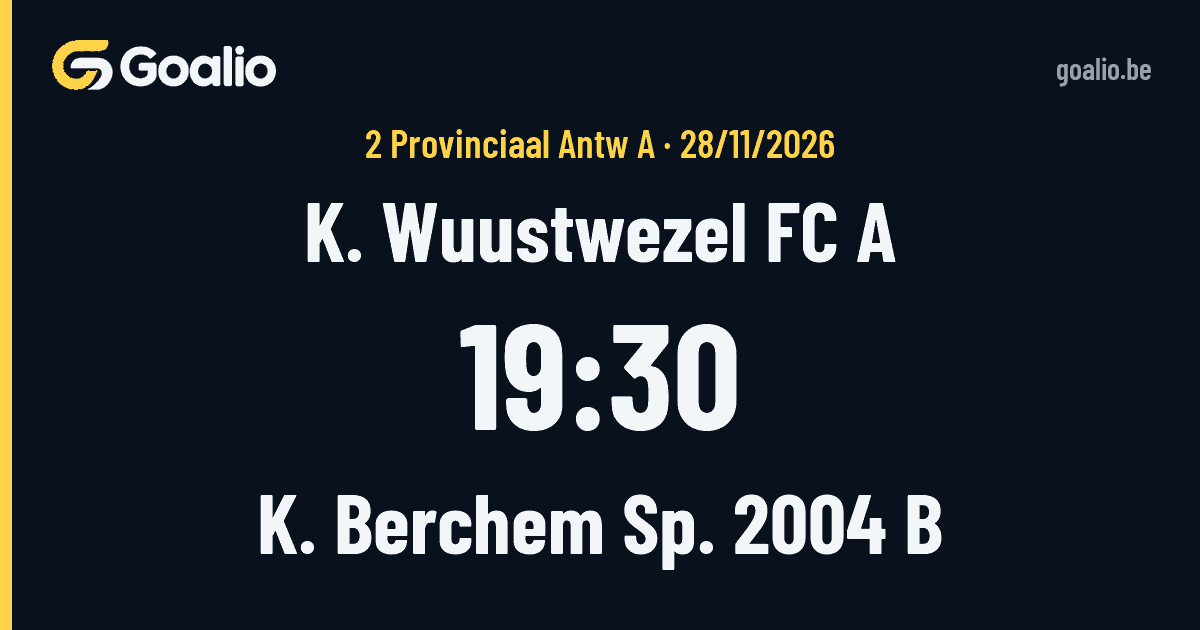 Goalio
goalio.be
2 Provinciaal Antw A · 28/11/2026
K. Wuustwezel FC A
19:30
K. Berchem Sp. 2004 B